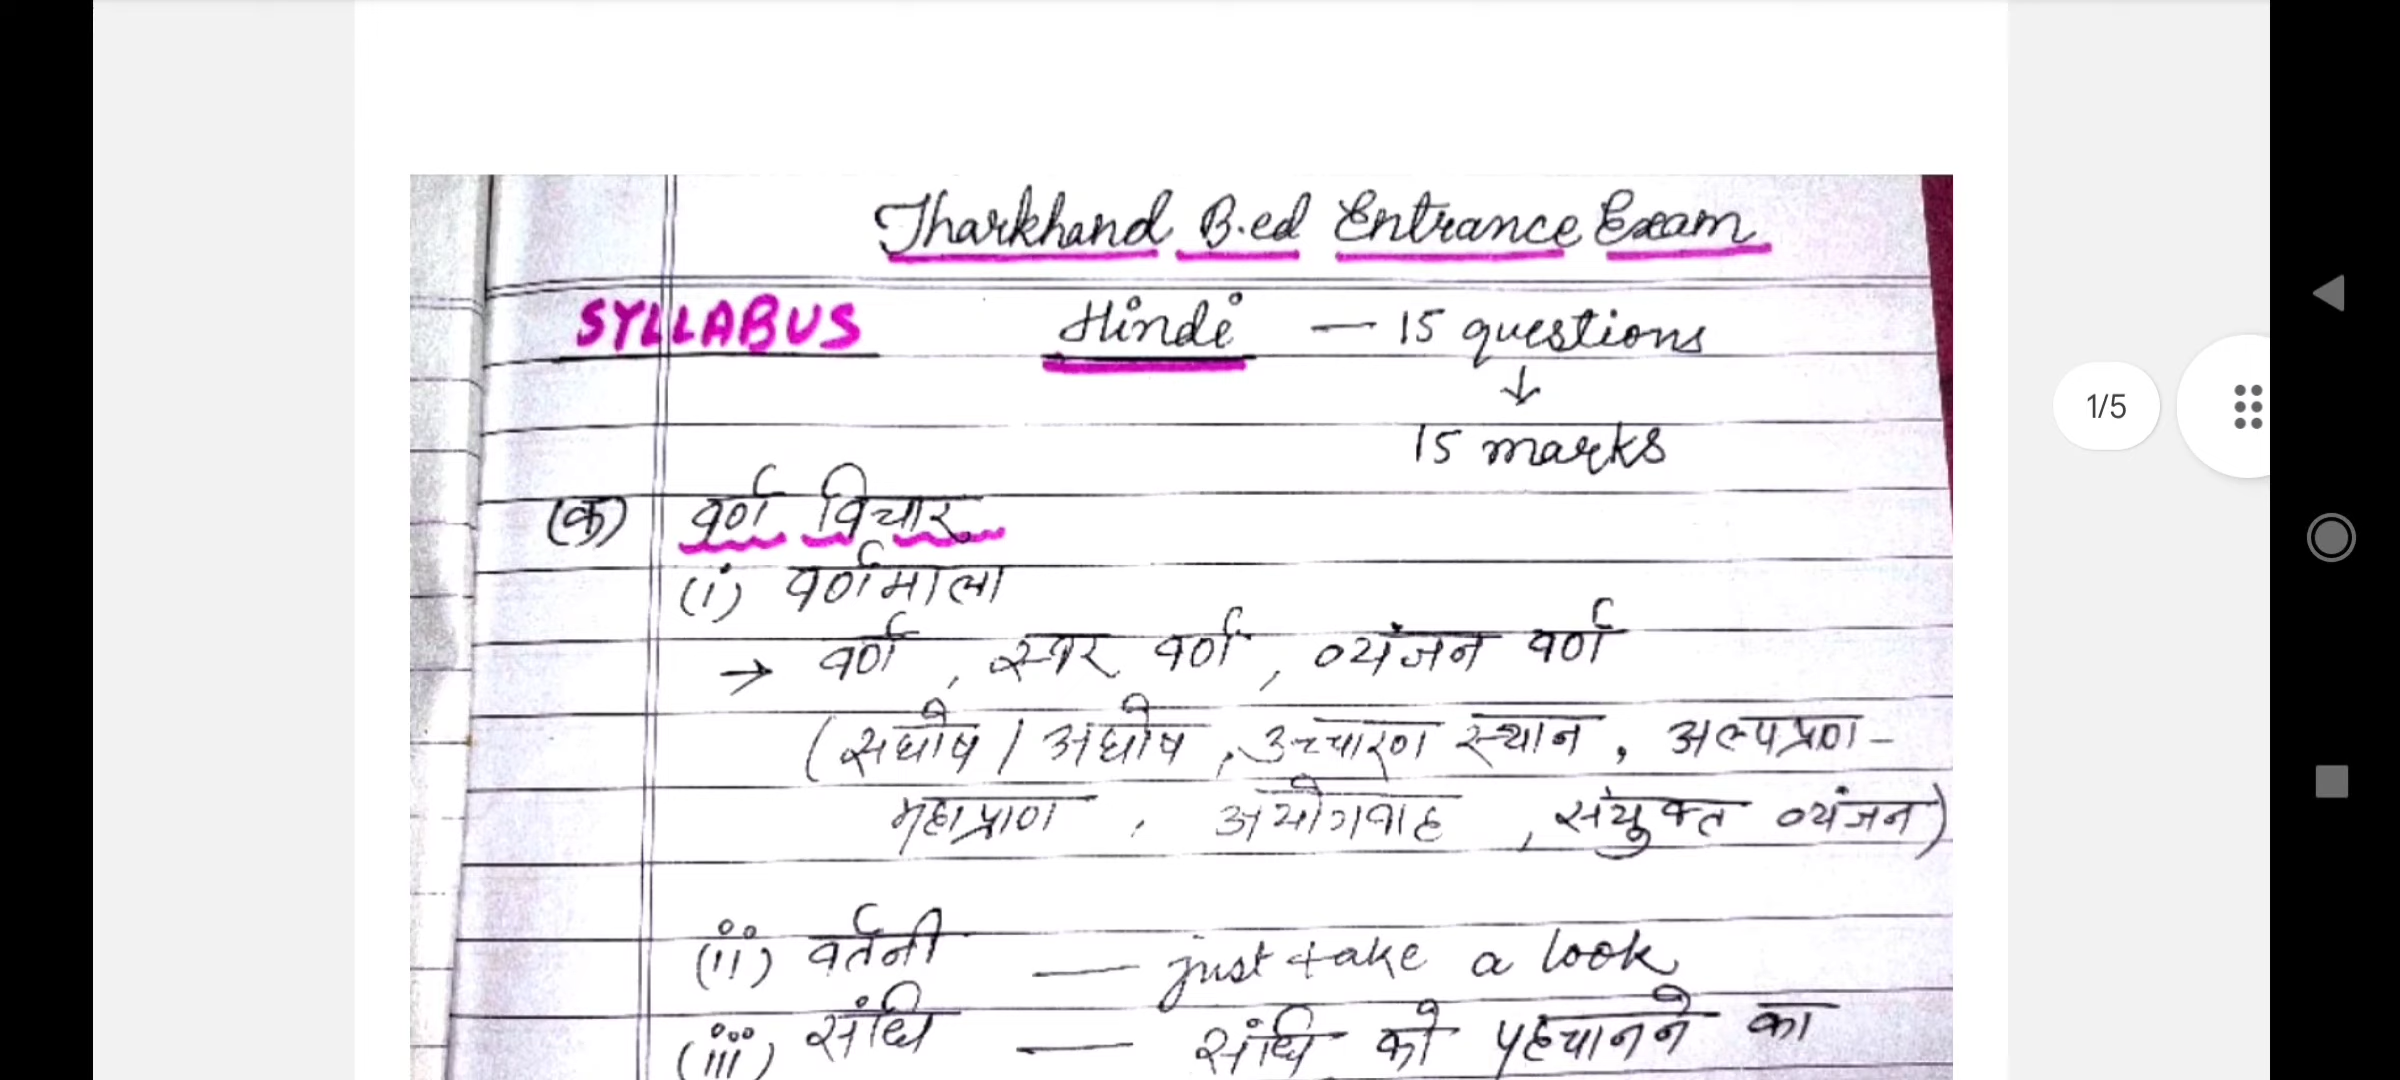 Jharkhand B.ed Entrance Exam
SYLLABUS Hindi — 15 questions
↓
15 marks
(क) वर्ण विचार
(i) वर्णमाला
→ वर्ण, स्वर वर्ण, व्यंजन वर्ण
(सघोष / अघोष, उच्चारण स्थान, अल्पप्राण-
महाप्राण, अयोगवाह, संयुक्त व्यंजन)
(ii) वर्तनी — just take a look
(iii) संधि — संधि को पहचानने का
1/5